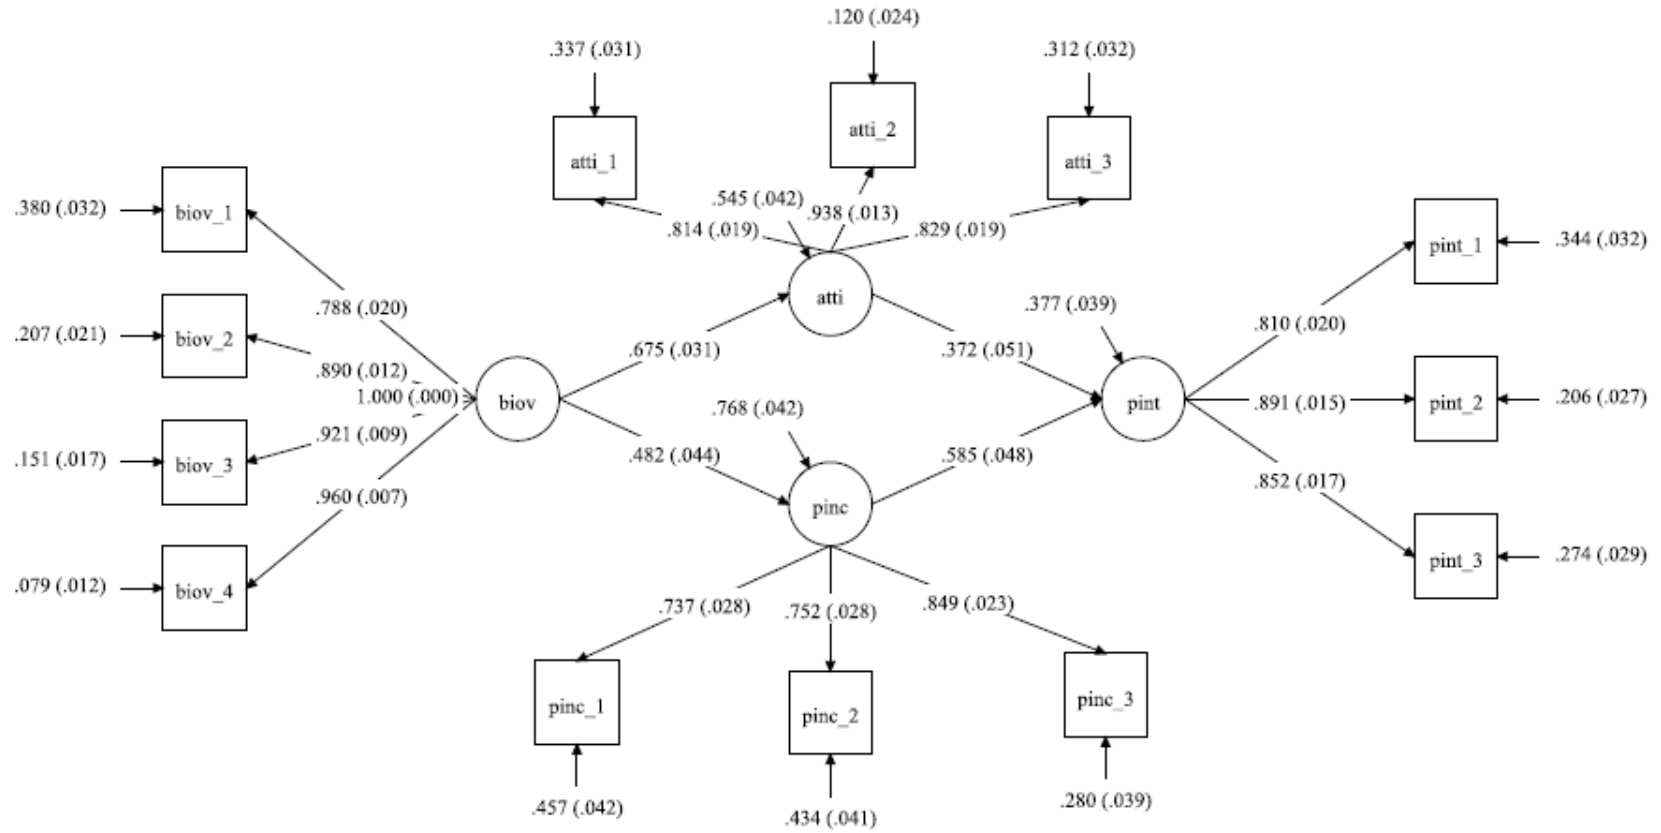 .120 (.024)
.337 (.031)
.312 (.032)
atti_2
atti_1
atti_3
.380 (.032)
biov_1
.545 (.042)
.938 (.013)
.814 (.019)
.829 (.019)
pint_1
.344 (.032)
atti
.788 (.020)
.377 (.039)
.810 (.020)
.207 (.021)
biov_2
.675 (.031)
.372 (.051)
.890 (.012)
1.000 (.000)
biov
.768 (.042)
pint
.891 (.015)
pint_2
.206 (.027)
.921 (.009)
.151 (.017)
biov_3
.482 (.044)
.585 (.048)
.852 (.017)
.960 (.007)
pinc
pint_3
.274 (.029)
.079 (.012)
biov_4
.737 (.028)
.752 (.028)
.849 (.023)
pinc_1
pinc_2
pinc_3
.457 (.042)
.434 (.041)
.280 (.039)